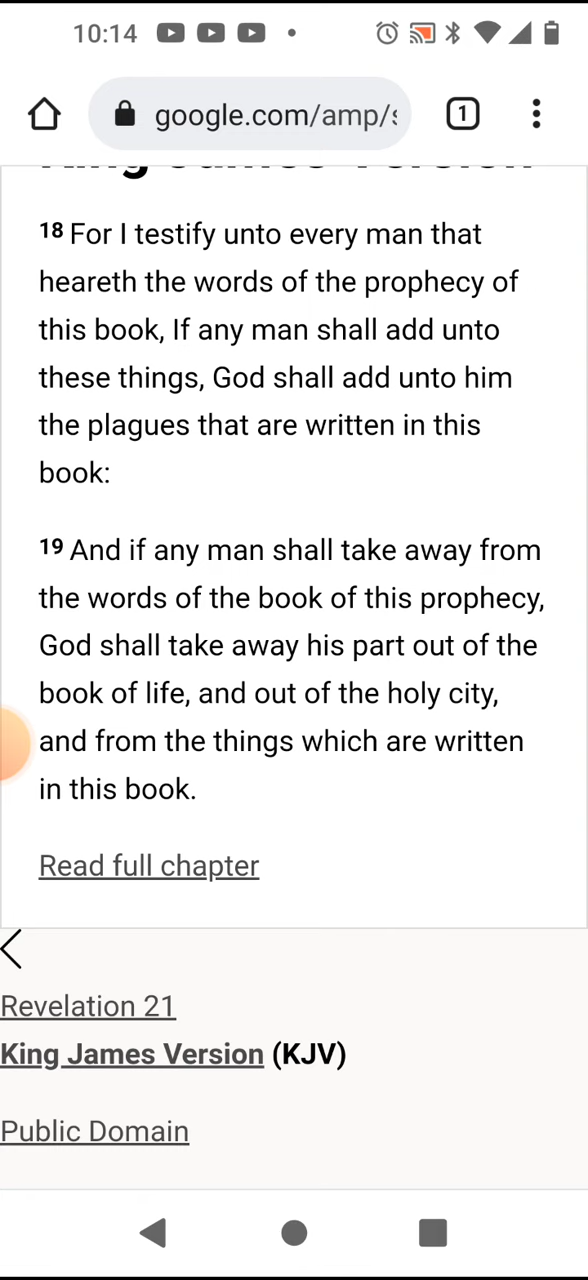 10:14
google.com/amp/s
1
King James Version
18 For I testify unto every man that
heareth the words of the prophecy of
this book, If any man shall add unto
these things, God shall add unto him
the plagues that are written in this
book:
19 And if any man shall take away from
the words of the book of this prophecy,
God shall take away his part out of the
book of life, and out of the holy city,
and from the things which are written
in this book.
Read full chapter
Revelation 21
King James Version (KJV)
Public Domain